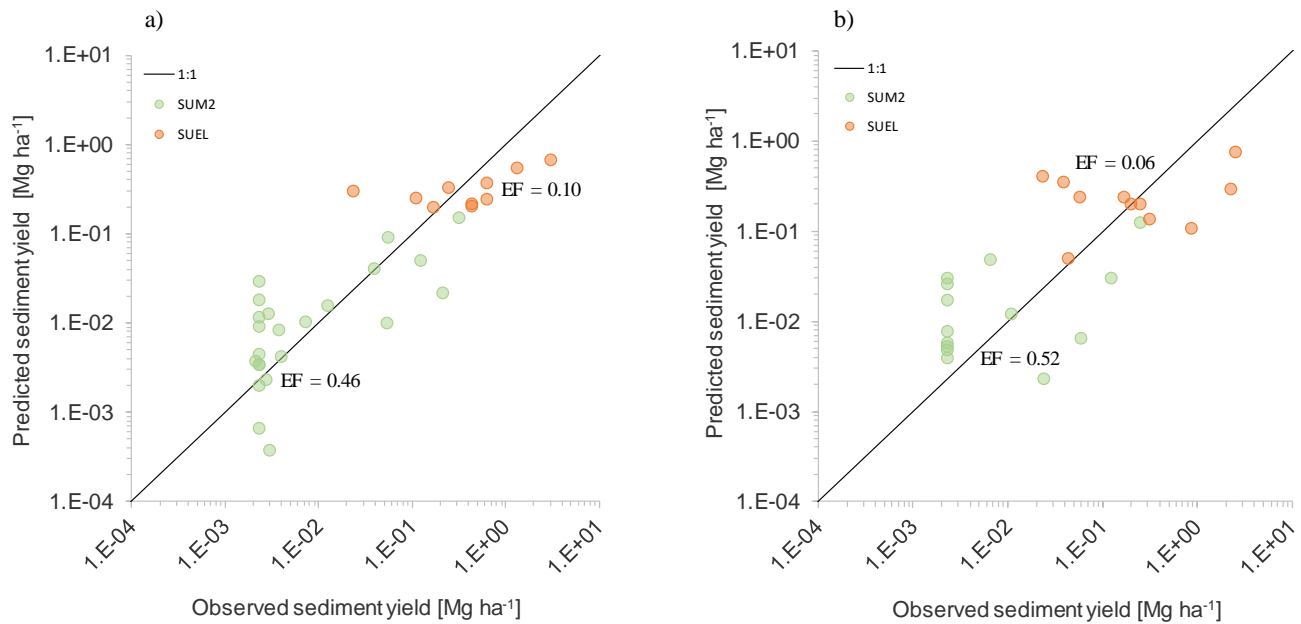 a)
1.E+01
1.E+00
1.E-01
1.E-02
1.E-03
1.E-04
Predicted sediment yield [Mg ha-1]
1:1
SUM2
SUEL
EF = 0.10
EF = 0.46
1.E-04
1.E-03
1.E-02
1.E-01
1.E+00
1.E+01
Observed sediment yield [Mg ha-1]
b)
1.E+01
1.E+00
1.E-01
1.E-02
1.E-03
1.E-04
Predicted sediment yield [Mg ha-1]
1:1
SUM2
SUEL
EF = 0.06
EF = 0.52
1.E-04
1.E-03
1.E-02
1.E-01
1.E+00
1.E+01
Observed sediment yield [Mg ha-1]